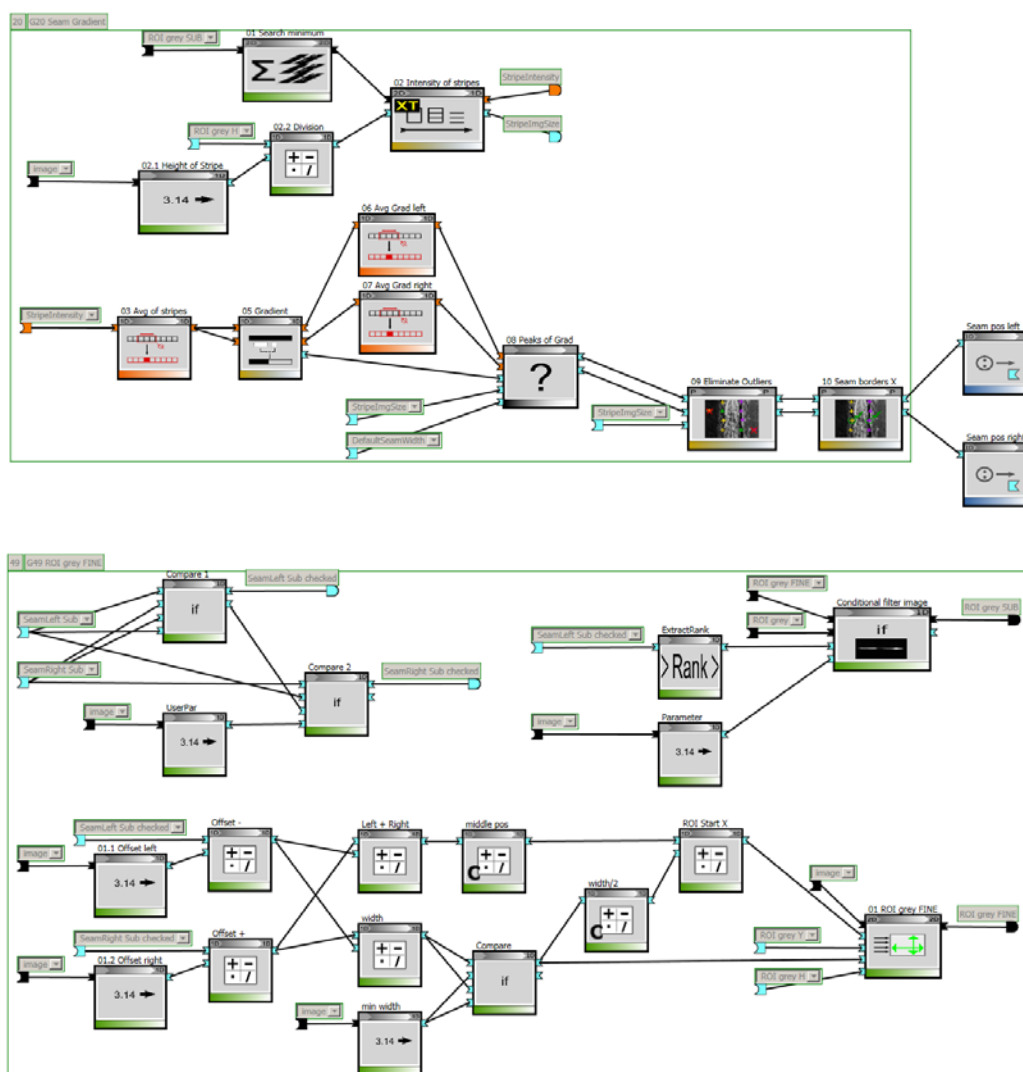 20 G20 Seam Gradient
ROI grey SUB
01 Search minimum
02 Intensity of stripes
XT
StripeIntensity
StripeImgSize
ROI grey H
02.2 Division
image
02.1 Height of Stripe
3.14
06 Avg Grad left
07 Avg Grad right
StripeIntensity
03 Avg of stripes
05 Gradient
08 Peaks of Grad
?
StripeImgSize
DefaultSeamWidth
StripeImgSize
09 Eliminate Outliers
10 Seam borders X
Seam pos left
Seam pos right
49 G49 ROI grey FINE
Compare 1
if
SeamLeft Sub checked
SeamLeft Sub
SeamRight Sub
Compare 2
if
SeamRight Sub checked
image
UserPar
3.14
ROI grey FINE
ROI grey
Conditional filter image
if
ROI grey SUB
SeamLeft Sub checked
ExtractRank
>Rank>
image
Parameter
3.14
SeamLeft Sub checked
Offset -
image
01.1 Offset left
3.14
Left + Right
middle pos
C
ROI Start X
width/2
C
SeamRight Sub checked
Offset +
image
01.2 Offset right
3.14
width
Compare
if
image
min width
3.14
image
01 ROI grey FINE
ROI grey FINE
ROI grey Y
ROI grey H